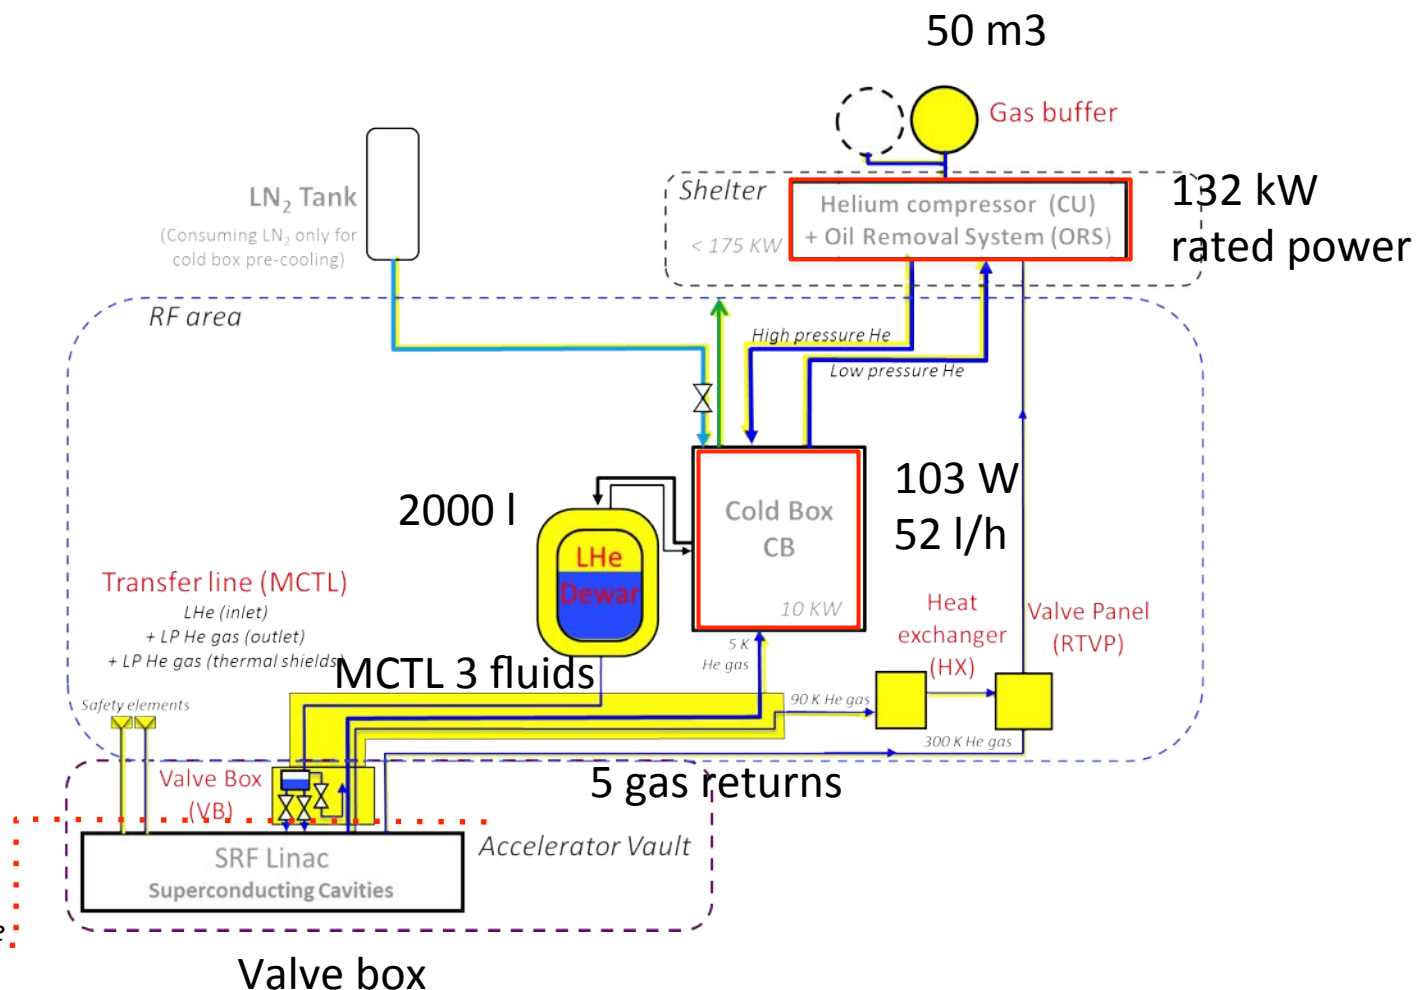 50 m3
Gas buffer
Shelter
132 kW
rated power
Helium compressor (CU)
+ Oil Removal System (ORS)
< 175 KW
LN₂ Tank
(Consuming LN₂ only for
cold box pre-cooling)
RF area
High pressure He
Low pressure He
2000 l
103 W
52 l/h
Cold Box
CB
10 KW
LHe
Dewar
Transfer line (MCTL)
LHe (inlet)
+ LP He gas (outlet)
+ LP He gas (thermal shields)
Heat
exchanger
(HX)
Valve Panel
(RTVP)
5 K
He gas
MCTL 3 fluids
90 K He gas
Safety elements
300 K He gas
5 gas returns
Valve Box
(VB)
Accelerator Vault
SRF Linac
Superconducting Cavities
e
Valve box